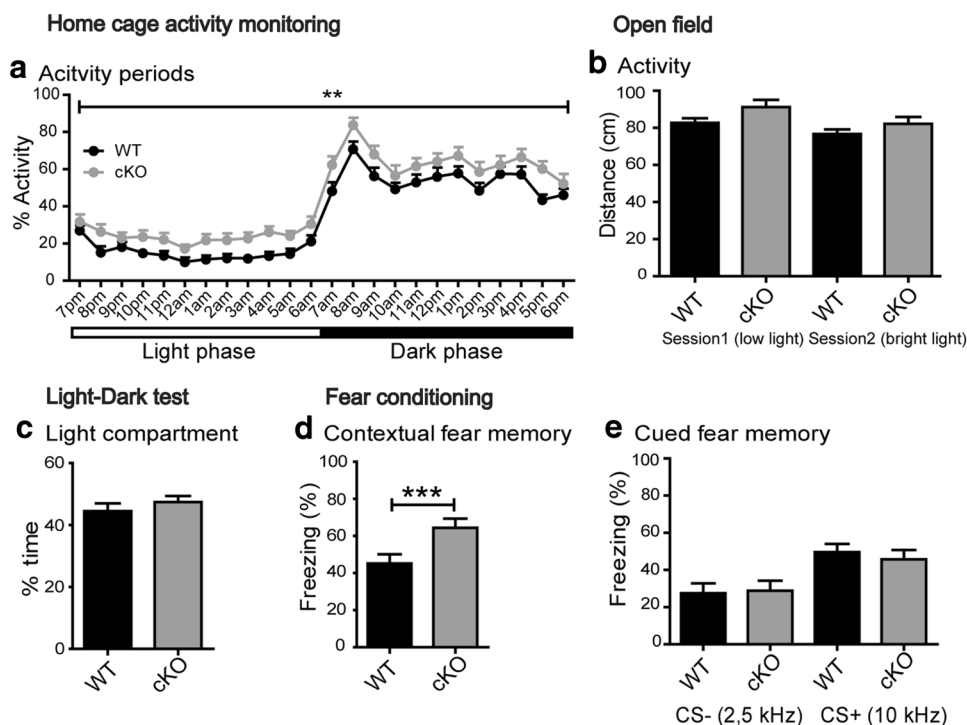 Home cage activity monitoring
Open field
a Acitvity periods
b Activity
100
80
60
40
20
0
% Activity
**
WT
cKO
7pm
8pm
9pm
10pm
11pm
12am
1am
2am
3am
4am
5am
6am
7am
8am
9am
10am
11am
12pm
1pm
2pm
3pm
4pm
5pm
6pm
Light phase
Dark phase
100
80
60
40
20
0
Distance (cm)
WT
cKO
WT
cKO
Session1 (low light) Session2 (bright light)
Light-Dark test
Fear conditioning
c Light compartment
d Contextual fear memory
e Cued fear memory
60
40
20
0
% time
WT
cKO
100
80
60
40
20
0
Freezing (%)
***
WT
cKO
100
80
60
40
20
0
Freezing (%)
WT
cKO
WT
cKO
CS- (2,5 kHz)
CS+ (10 kHz)